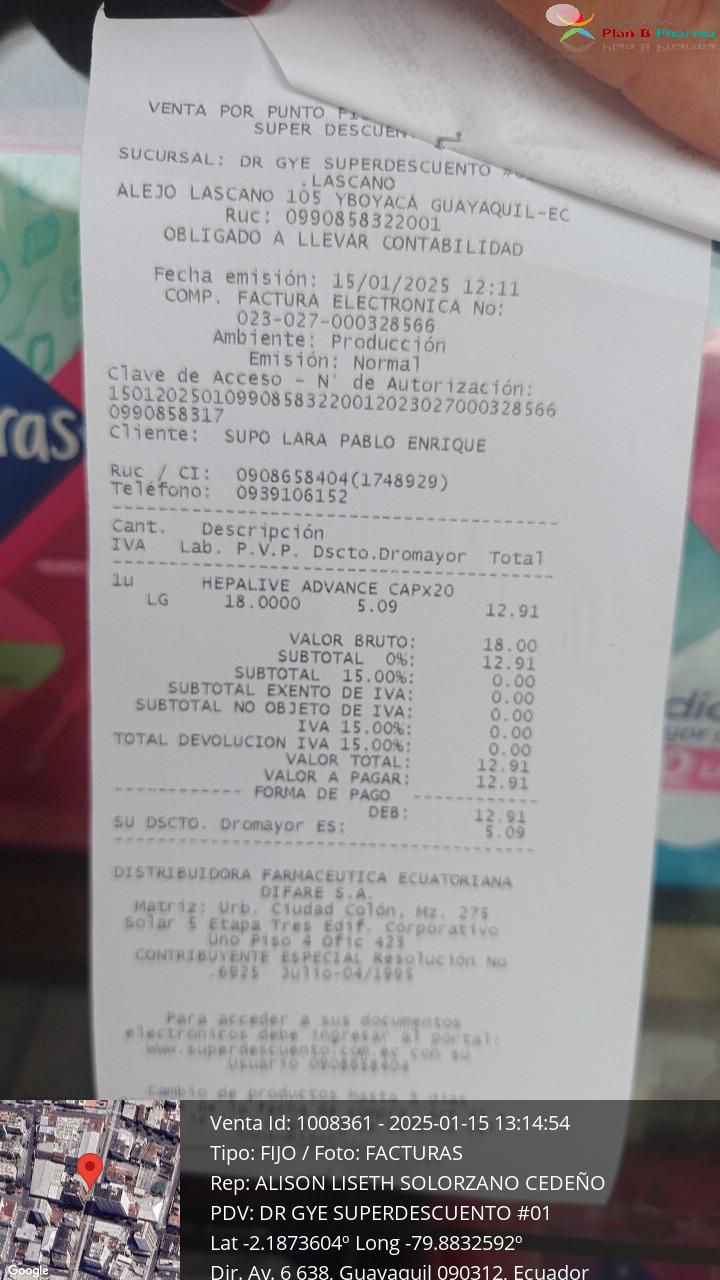 Plan B Pharma
VENTA POR PUNTO
SUPER DESCUEN
SUCURSAL: DR GYE SUPERDESCUENTO
.LASCANO
ALEJO LASCANO 105 YBOYACA GUAYAQUIL-EC
Ruc: 0990858322001
OBLIGADO A LLEVAR CONTABILIDAD
Fecha emisión: 15/01/2025 12:11
COMP. FACTURA ELECTRONICA No:
023-027-000328566
Ambiente: Producción
Emisión: Normal
Clave de Acceso - N° de Autorización:
150120250109908583220012023027000328566
0990858317
Cliente: SUPO LARA PABLO ENRIQUE
Ruc / CI: 0908658404(1748929)
Teléfono: 0939106152
Cant. Descripción
IVA Lab. P.V.P. Dscto.Dromayor Total
1u HEPALIVE ADVANCE CAPx20
LG 18.0000 5.09 12.91
VALOR BRUTO: 18.00
SUBTOTAL 0%: 12.91
SUBTOTAL 15.00%: 0.00
SUBTOTAL EXENTO DE IVA: 0.00
SUBTOTAL NO OBJETO DE IVA: 0.00
IVA 15.00%: 0.00
TOTAL DEVOLUCION IVA 15.00%: 0.00
VALOR TOTAL: 12.91
VALOR A PAGAR: 12.91
------------ FORMA DE PAGO ------------
DEB: 12.91
SU DSCTO. Dromayor ES: 5.09
DISTRIBUIDORA FARMACEUTICA ECUATORIANA
DIFARE S.A.
Matriz: Urb. Ciudad Colón, Mz. 275
Solar 5 Etapa Tres Edif. Corporativo
Uno Piso 4 Ofic 423
CONTRIBUYENTE ESPECIAL Resolución No
.6925 Julio-04/1995
Para acceder a sus documentos
electrónicos debe ingresar al portal:
www.superdescuento.com.ec con su
usuario 0908658404
Cambio de productos hasta 3 días
Venta Id: 1008361 - 2025-01-15 13:14:54
Tipo: FIJO / Foto: FACTURAS
Rep: ALISON LISETH SOLORZANO CEDEÑO
PDV: DR GYE SUPERDESCUENTO #01
Lat -2.1873604º Long -79.8832592º
Dir. Av. 6 638, Guayaquil 090312, Ecuador
Google